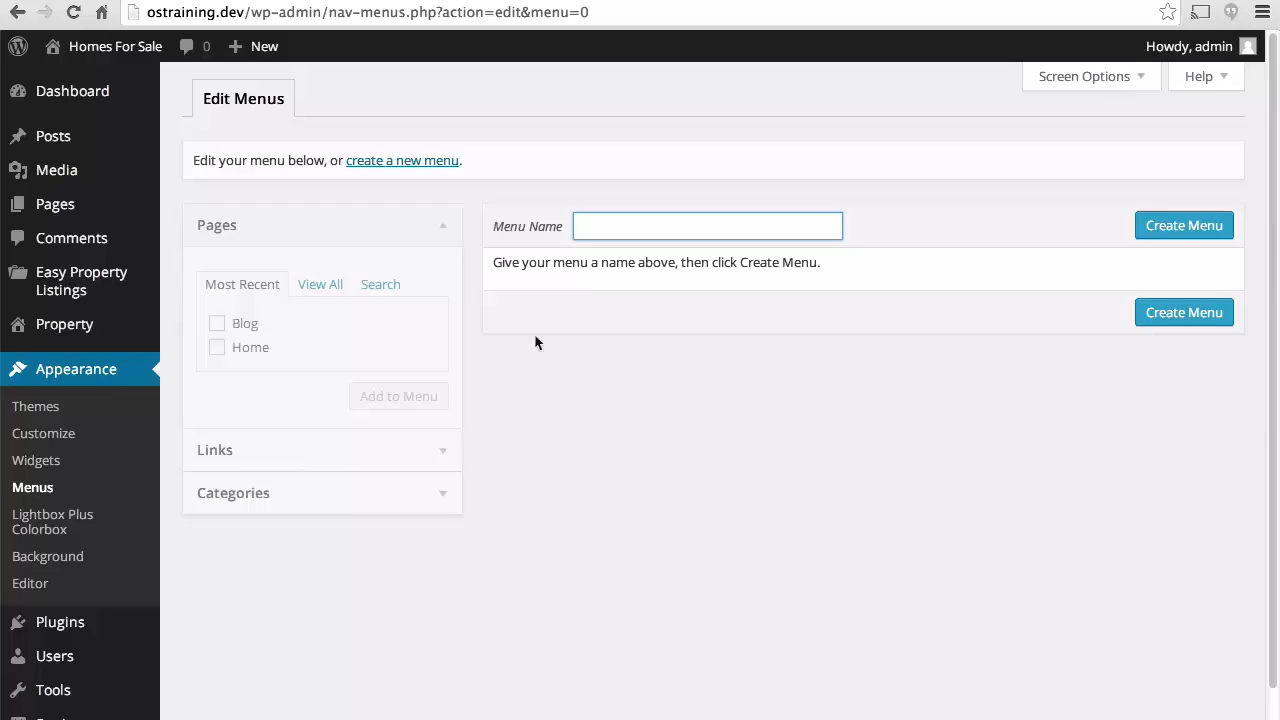 ostraining.dev/wp-admin/nav-menus.php?action=edit&menu=0
Homes For Sale 0 New Howdy, admin
Dashboard
Posts
Media
Pages
Comments
Easy Property
Listings
Property
Appearance
Themes
Customize
Widgets
Menus
Lightbox Plus
Colorbox
Background
Editor
Plugins
Users
Tools
Screen Options Help
Edit Menus
Edit your menu below, or create a new menu.
Pages
Most Recent View All Search
Blog
Home
Add to Menu
Links
Categories
Menu Name Create Menu
Give your menu a name above, then click Create Menu.
Create Menu